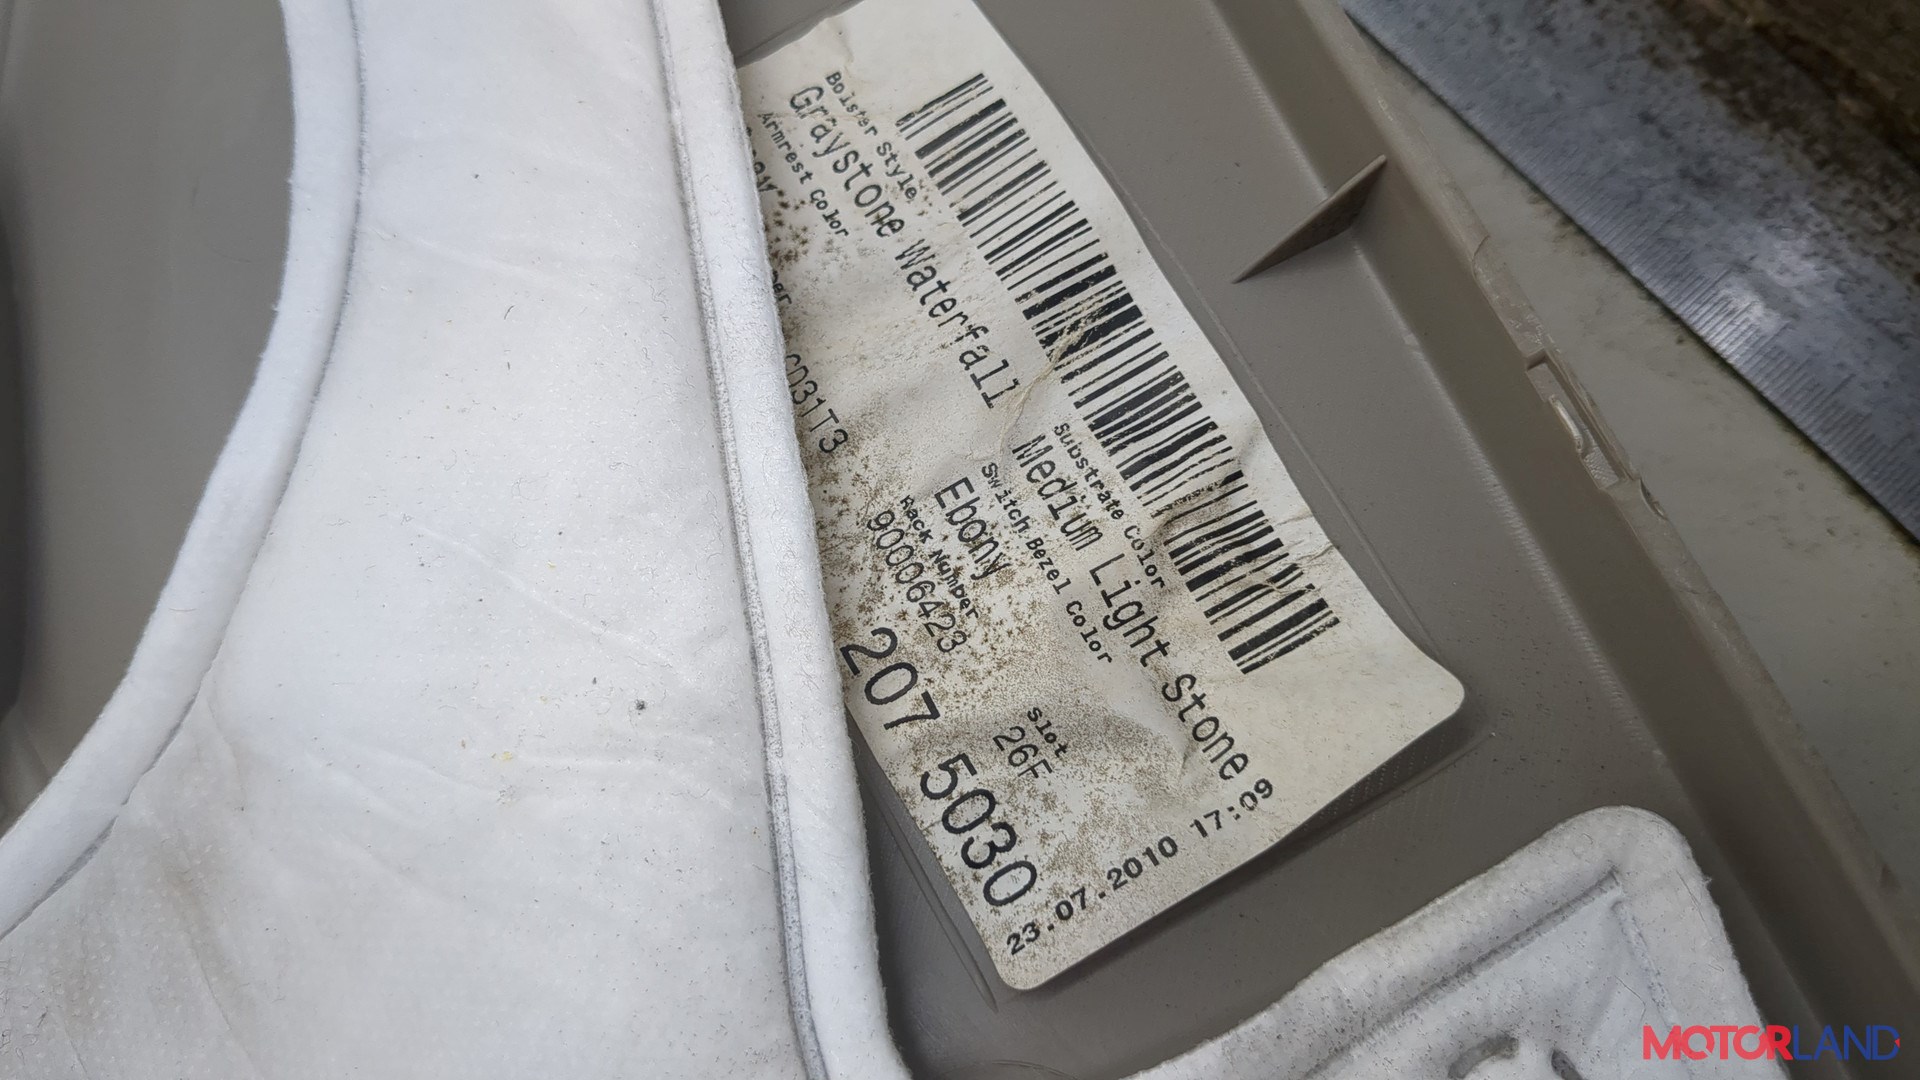 Bolster Style
Graystone Waterfall
Armrest Color
Substrate Color
Medium Light Stone
Switch Bezel Color
Ebony
CD31T3
Rack Number
90006423
Slot
26F
207 5030
23.07.2010 17:09
MOTORLAND